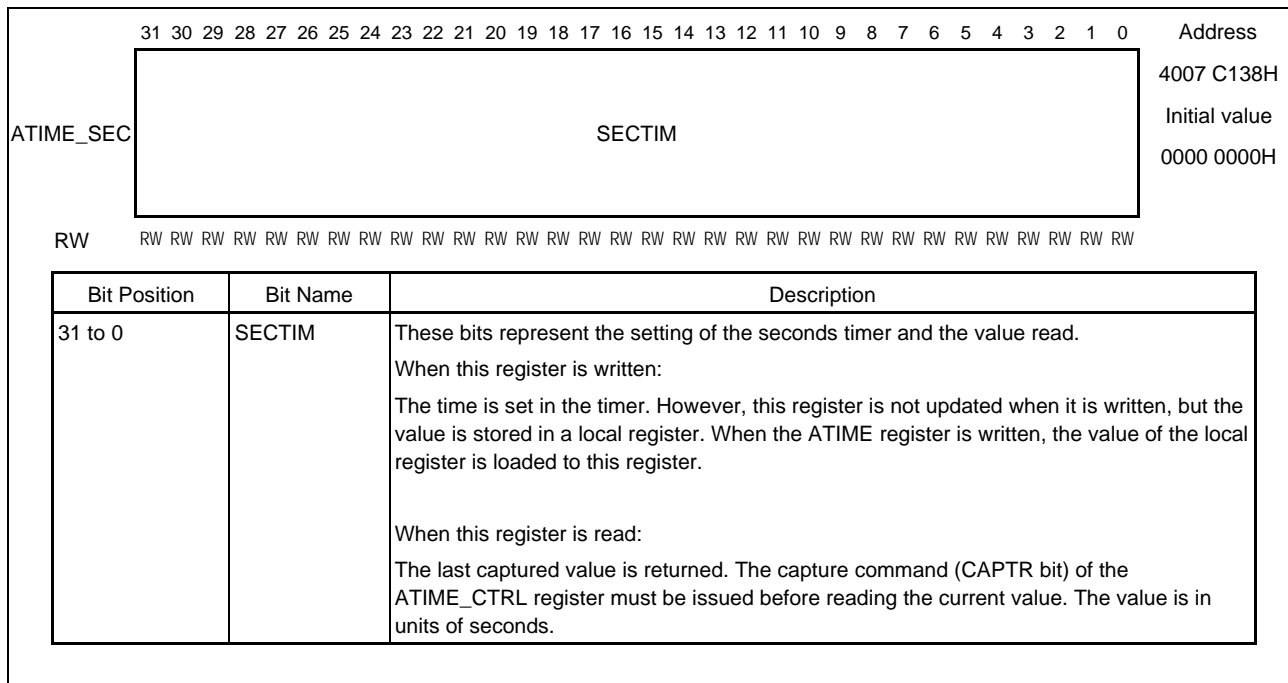 31 30 29 28 27 26 25 24 23 22 21 20 19 18 17 16 15 14 13 12 11 10 9 8 7 6 5 4 3 2 1 0 Address
4007 C138H
ATIME_SEC SECTIM Initial value
0000 0000H
RW RW RW RW RW RW RW RW RW RW RW RW RW RW RW RW RW RW RW RW RW RW RW RW RW RW RW RW RW RW RW RW RW
Bit Position Bit Name Description
31 to 0 SECTIM These bits represent the setting of the seconds timer and the value read.
When this register is written:
The time is set in the timer. However, this register is not updated when it is written, but the
value is stored in a local register. When the ATIME register is written, the value of the local
register is loaded to this register.
When this register is read:
The last captured value is returned. The capture command (CAPTR bit) of the
ATIME_CTRL register must be issued before reading the current value. The value is in
units of seconds.